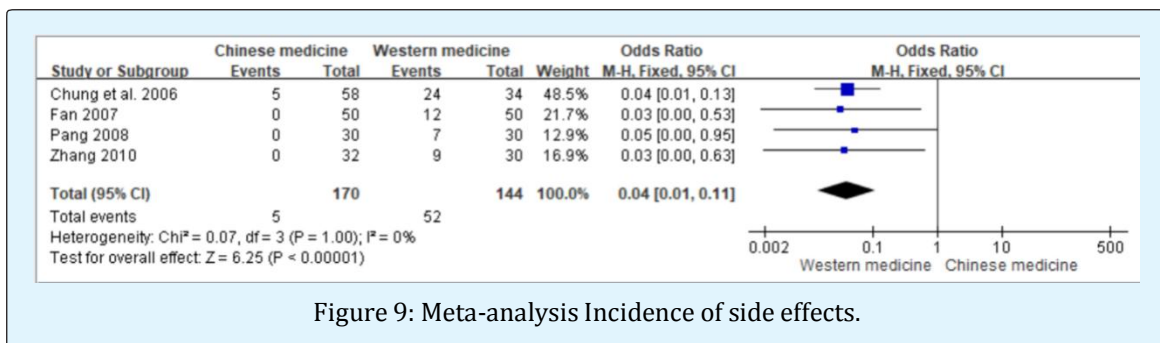 Chinese medicine Western medicine Odds Ratio Odds Ratio
Study or Subgroup Events Total Events Total Weight M-H, Fixed, 95% CI M-H, Fixed, 95% CI
Chung et al. 2006 5 58 24 34 48.5% 0.04 [0.01, 0.13]
Fan 2007 0 50 12 50 21.7% 0.03 [0.00, 0.53]
Pang 2008 0 30 7 30 12.9% 0.05 [0.00, 0.95]
Zhang 2010 0 32 9 30 16.9% 0.03 [0.00, 0.63]
Total (95% CI) 170 144 100.0% 0.04 [0.01, 0.11]
Total events 5 52
Heterogeneity: Chi² = 0.07, df = 3 (P = 1.00); I² = 0%
Test for overall effect: Z = 6.25 (P < 0.00001)
0.002 0.1 1 10 500
Western medicine Chinese medicine
Figure 9: Meta-analysis Incidence of side effects.